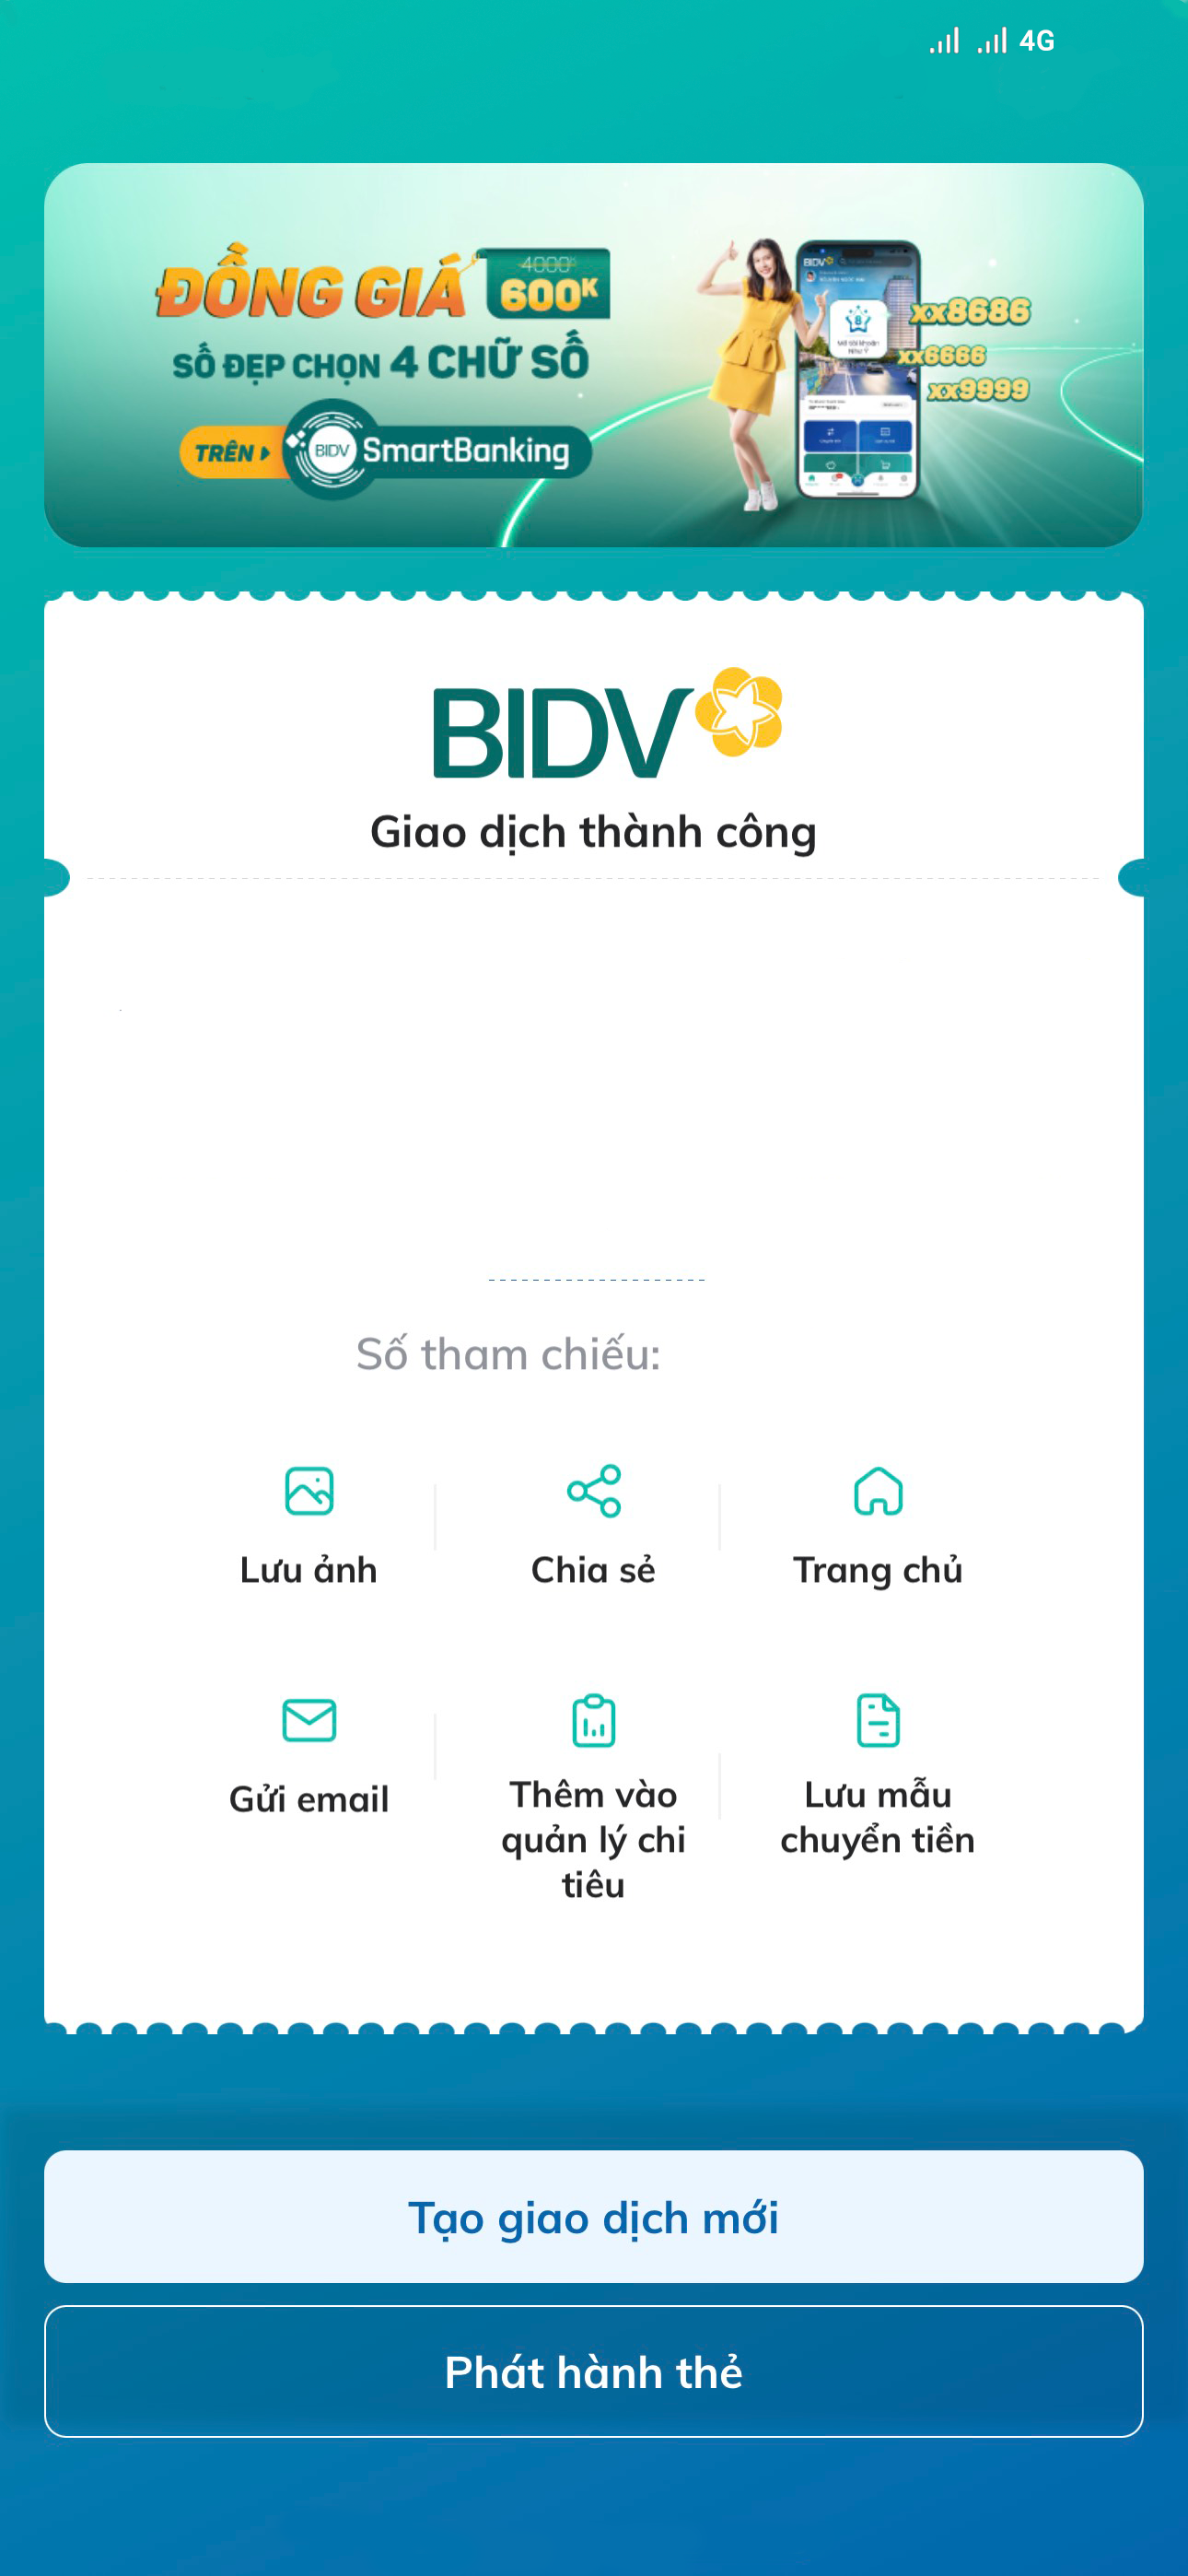 4G
ĐỒNG GIÁ 4000K
600K
SỐ ĐẸP CHỌN 4 CHỮ SỐ
TRÊN BIDV SmartBanking
BIDV
8
xx8686
xx6666
xx9999
BIDV
Giao dịch thành công
Số tham chiếu:
Lưu ảnh
Chia sẻ
Trang chủ
Gửi email
Thêm vào
quản lý chi
tiêu
Lưu mẫu
chuyển tiền
Tạo giao dịch mới
Phát hành thẻ